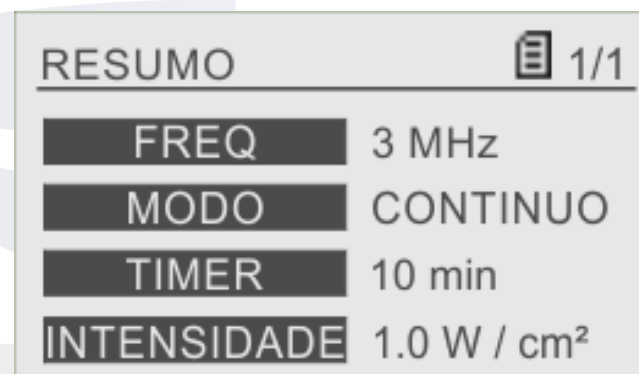 RESUMO 1/1
FREQ 3 MHz
MODO CONTINUO
TIMER 10 min
INTENSIDADE 1.0 W / cm²